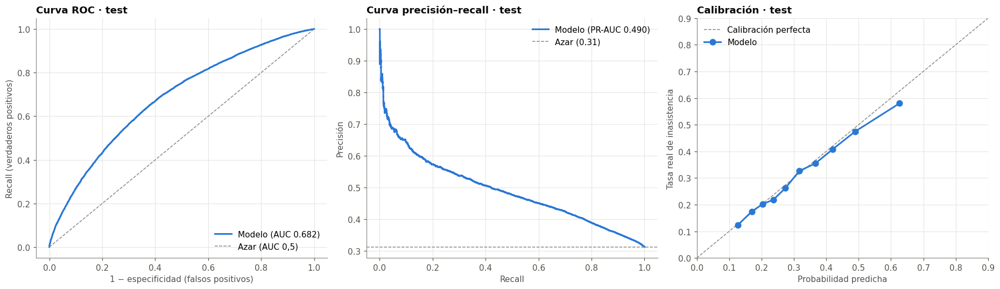 Curva ROC · test
1.0
0.8
0.6
0.4
0.2
0.0
Recall (verdaderos positivos)
Modelo (AUC 0.682)
Azar (AUC 0,5)
0.0 0.2 0.4 0.6 0.8 1.0
1 − especificidad (falsos positivos)
Curva precisión–recall · test
Modelo (PR-AUC 0.490)
Azar (0.31)
1.0
0.9
0.8
0.7
0.6
0.5
0.4
0.3
Precisión
0.0 0.2 0.4 0.6 0.8 1.0
Recall
Calibración · test
Calibración perfecta
Modelo
0.9
0.8
0.7
0.6
0.5
0.4
0.3
0.2
0.1
0.0
Tasa real de inasistencia
0.0 0.1 0.2 0.3 0.4 0.5 0.6 0.7 0.8 0.9
Probabilidad predicha